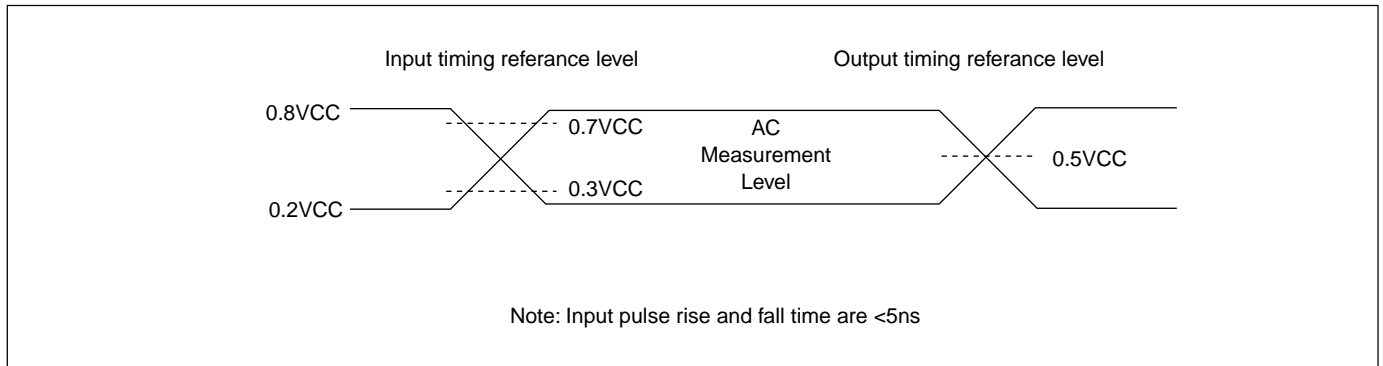 Input timing referance level
Output timing referance level
0.8VCC
0.7VCC
AC
Measurement
Level
0.5VCC
0.3VCC
0.2VCC
Note: Input pulse rise and fall time are <5ns